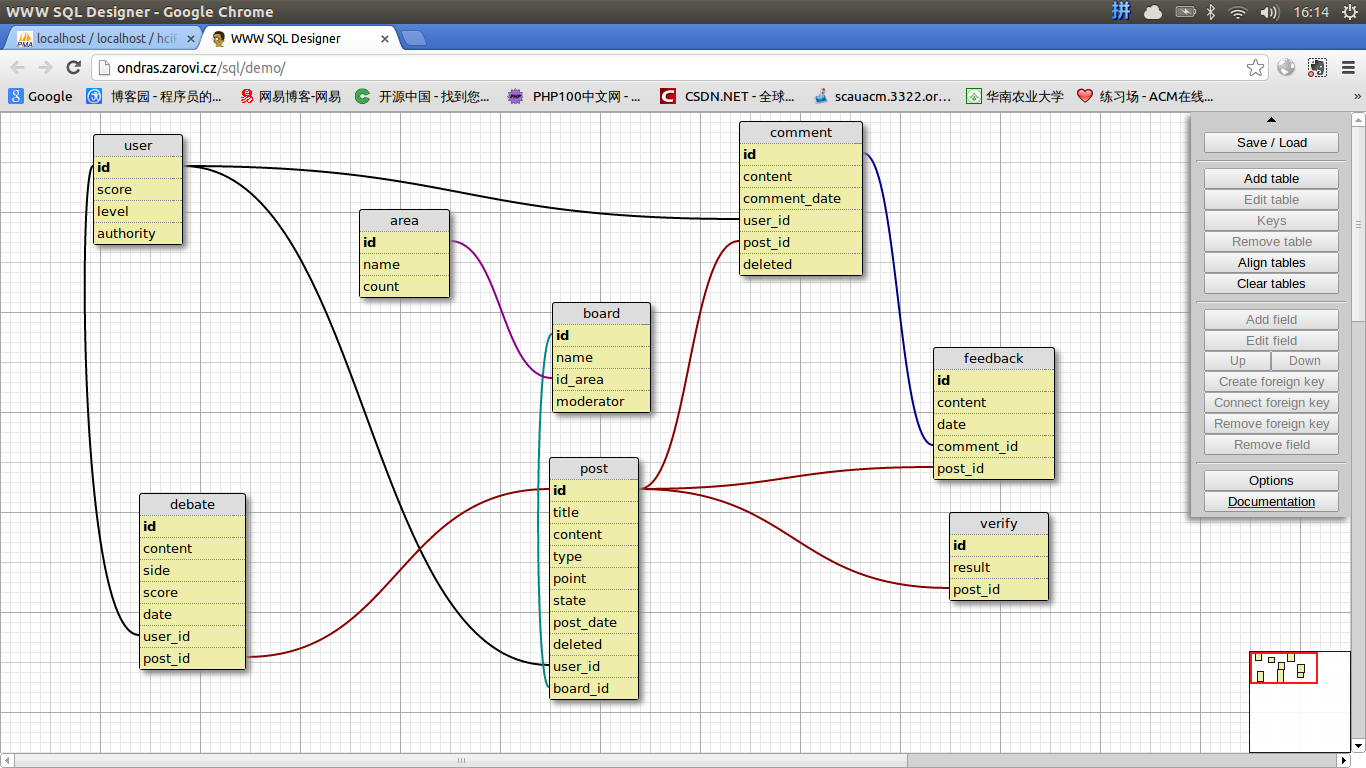 WWW SQL Designer - Google Chrome
拼 16:14
PMA localhost / localhost / hci
WWW SQL Designer
ondras.zarovi.cz/sql/demo/
Google 博客园 - 程序员的... 网易博客-网易 开源中国 - 找到您... PHP100中文网 - ... CSDN.NET - 全球... scauacm.3322.or... 华南农业大学 练习场 - ACM在线... »
user
id
score
level
authority
area
id
name
count
board
id
name
id_area
moderator
comment
id
content
comment_date
user_id
post_id
deleted
feedback
id
content
date
comment_id
post_id
debate
id
content
side
score
date
user_id
post_id
post
id
title
content
type
point
state
post_date
deleted
user_id
board_id
verify
id
result
post_id
Save / Load
Add table
Edit table
Keys
Remove table
Align tables
Clear tables
Add field
Edit field
Up Down
Create foreign key
Connect foreign key
Remove foreign key
Remove field
Options
Documentation